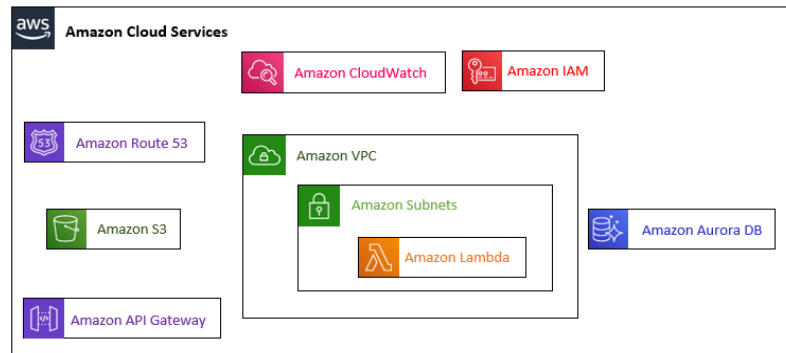 aws
Amazon Cloud Services
Amazon CloudWatch
Amazon IAM
53
Amazon Route 53
Amazon VPC
Amazon Subnets
Amazon S3
Amazon Aurora DB
Amazon Lambda
</>
Amazon API Gateway